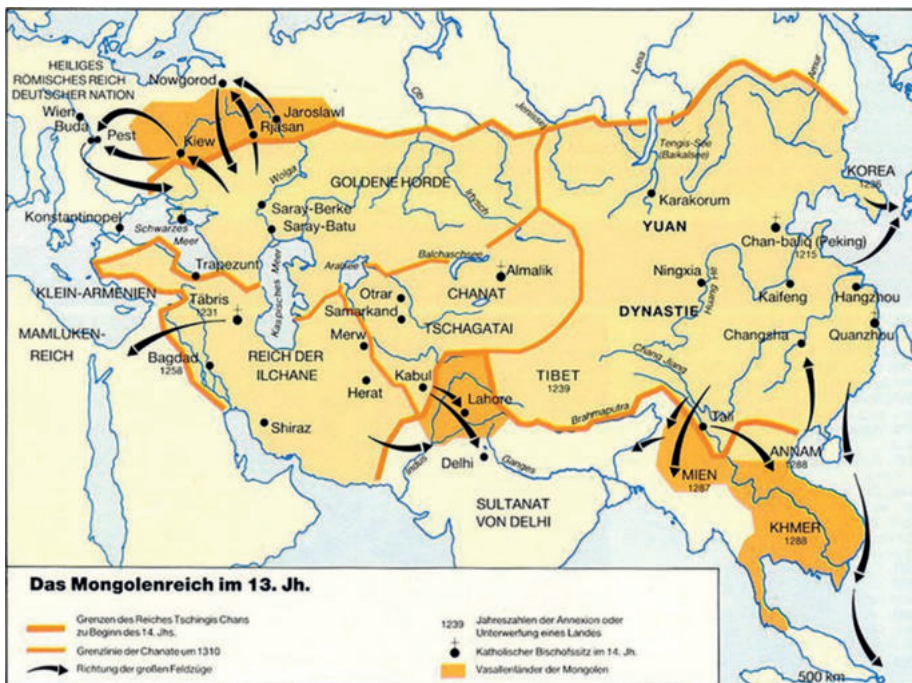 HEILIGES
RÖMISCHES REICH
DEUTSCHER NATION
Wien
Buda
Pest
Nowgorod
Jaroslawl
Rjasan
Kiew
Wolga
Ob
Jenissej
Lena
Amur
Tengis-See
(Baikalsee)
GOLDENE HORDE
Irtysch
Karakorum
KOREA
1236
Konstantinopel
Schwarzes
Meer
Saray-Berke
Saray-Batu
YUAN
DYNASTIE
Chan-baliq (Peking)
1215
Trapezunt
Kaspisches Meer
Aralsee
Balchaschsee
Almalik
CHANAT
TSCHAGATAI
Otrar
Samarkand
Ningxia
Huang He
Kaifeng
Hangzhou
KLEIN-ARMENIEN
Täbris
1231
MAMLUKEN-
REICH
Bagdad
1258
REICH DER
ILCHANE
Merw
Herat
Kabul
Lahore
Shiraz
TIBET
1239
Chang Jiang
Changsha
Quanzhou
Brahmaputra
Tali
Indus
Delhi
Ganges
SULTANAT
VON DELHI
MIEN
1287
ANNAM
1288
KHMER
1288
Das Mongolenreich im 13. Jh.
Grenzen des Reiches Tschingis Chans
zu Beginn des 14. Jhs.
Grenzlinie der Chanate um 1310
Richtung der großen Feldzüge
1239
Jahreszahlen der Annexion oder
Unterwerfung eines Landes
Katholischer Bischofssitz im 14. Jh.
Vasallenländer der Mongolen
500 km